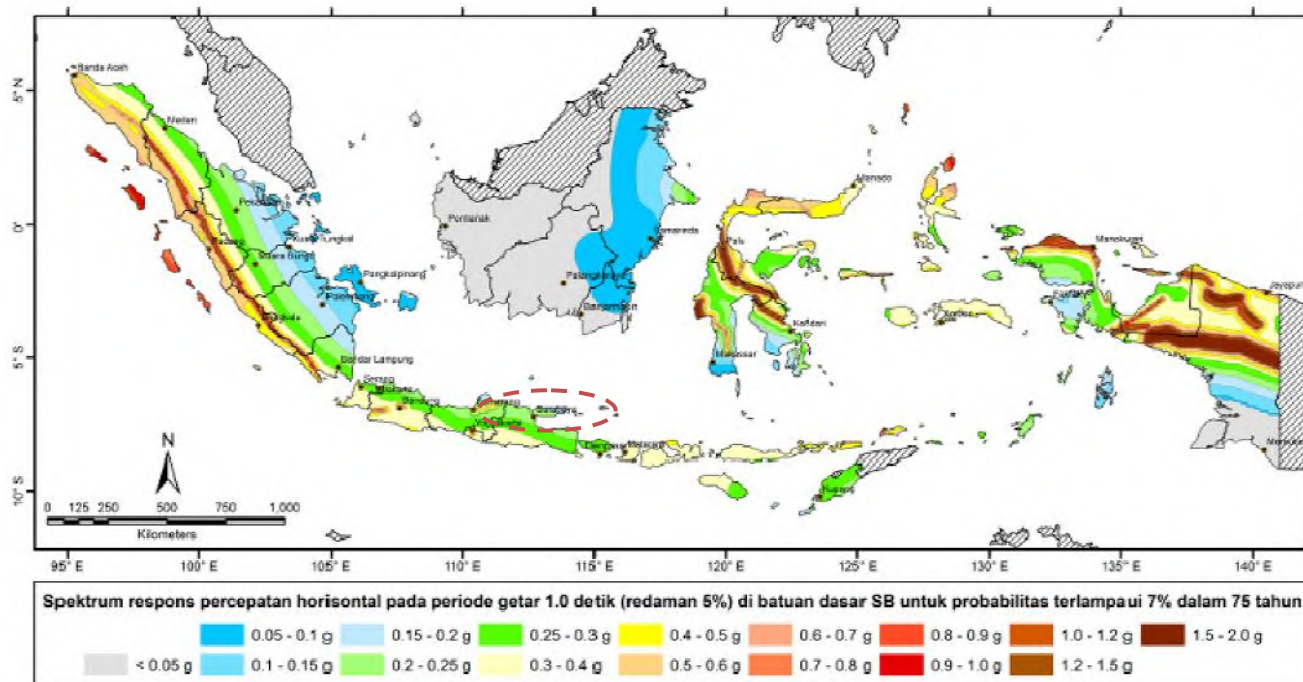 Banda Aceh
Medan
Manado
Pontianak
Samarinda
Palu
Manokwari
Padang
Muara Bungo
Pangkalpinang
Palangkaraya
Palembang
Banjarmasin
Kendari
Makassar
Bandar Lampung
Serang
Bandung
Kupang
5° N
0°
5° S
10° S
N
0 125 250 500 750 1,000
Kilometers
95° E 100° E 105° E 110° E 115° E 120° E 125° E 130° E 135° E 140° E
Spektrum respons percepatan horisontal pada periode getar 1.0 detik (redaman 5%) di batuan dasar SB untuk probabilitas terlampaui 7% dalam 75 tahun
0.05 - 0.1 g 0.15 - 0.2 g 0.25 - 0.3 g 0.4 - 0.5 g 0.6 - 0.7 g 0.8 - 0.9 g 1.0 - 1.2 g 1.5 - 2.0 g
< 0.05 g 0.1 - 0.15 g 0.2 - 0.25 g 0.3 - 0.4 g 0.5 - 0.6 g 0.7 - 0.8 g 0.9 - 1.0 g 1.2 - 1.5 g